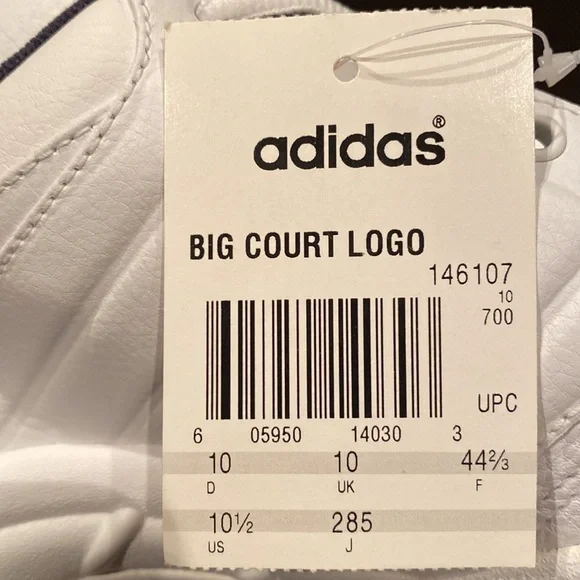 adidas®
BIG COURT LOGO
146107
10
700
UPC
6 05950 14030 3
10 10 44⅔
D UK F
10½ 285
US J